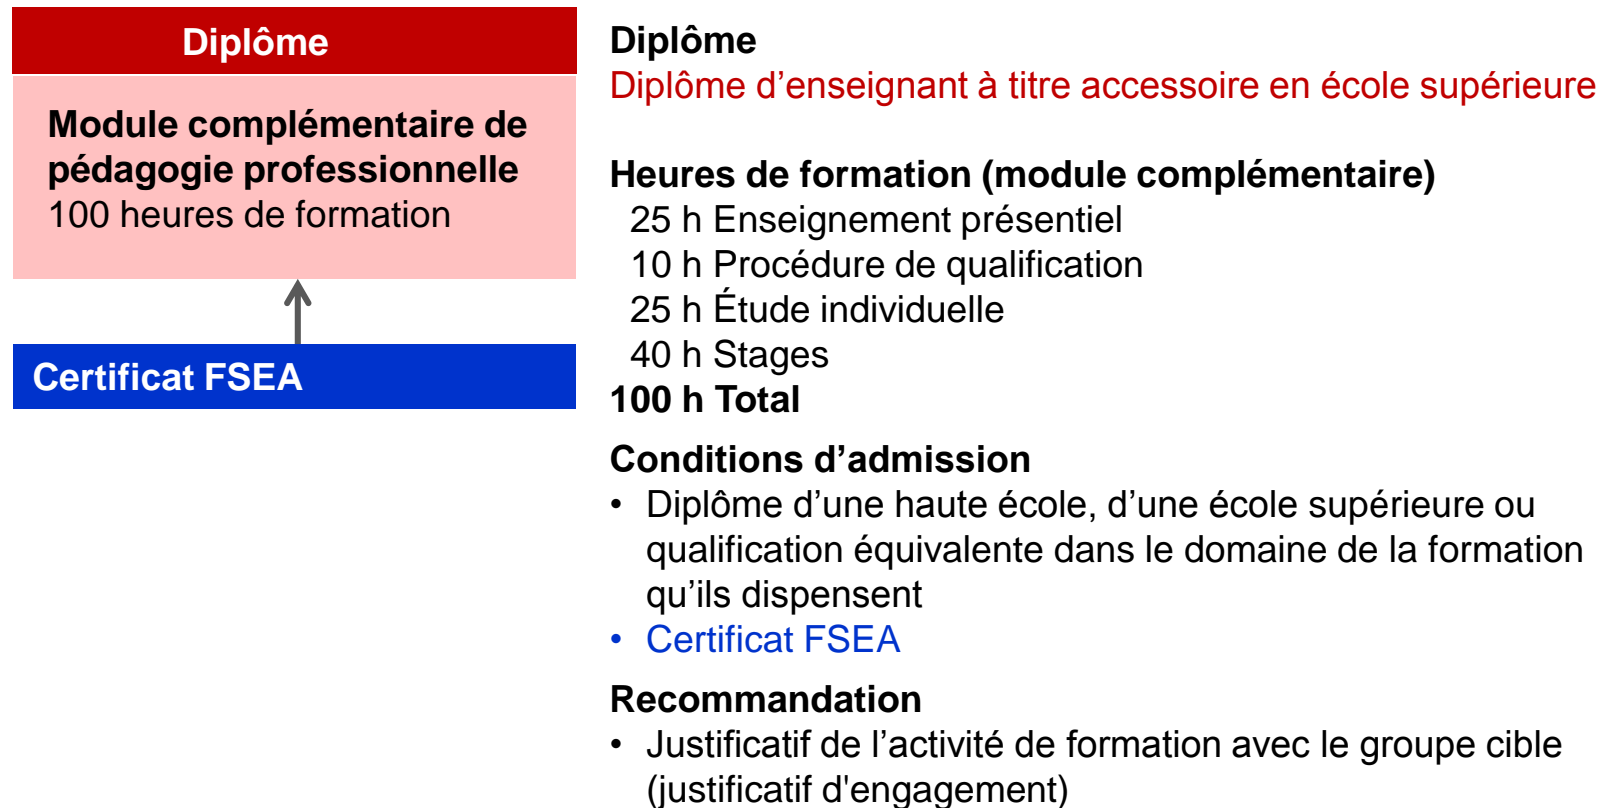 Diplôme
Module complémentaire de
pédagogie professionnelle
100 heures de formation
Certificat FSEA
Diplôme
Diplôme d’enseignant à titre accessoire en école supérieure
Heures de formation (module complémentaire)
25 h Enseignement présentiel
10 h Procédure de qualification
25 h Étude individuelle
40 h Stages
100 h Total
Conditions d’admission
• Diplôme d’une haute école, d’une école supérieure ou
qualification équivalente dans le domaine de la formation
qu’ils dispensent
• Certificat FSEA
Recommandation
• Justificatif de l’activité de formation avec le groupe cible
(justificatif d'engagement)